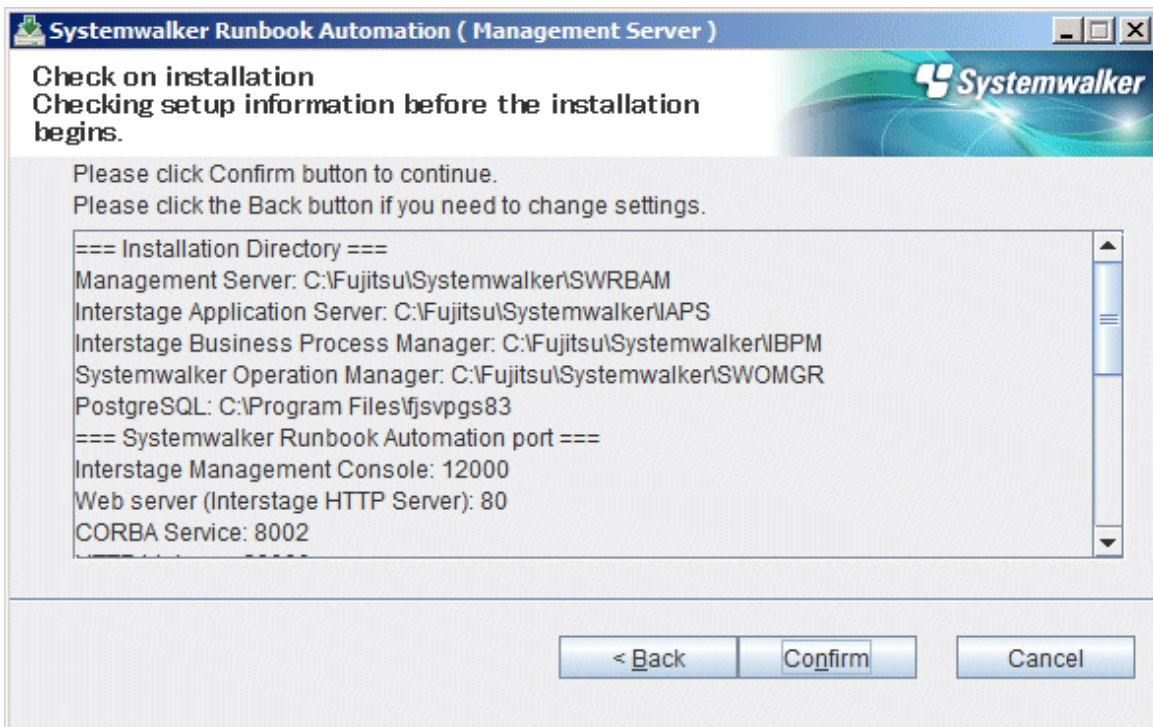 Systemwalker Runbook Automation ( Management Server )
Check on installation
Checking setup information before the installation
begins.
Systemwalker
Please click Confirm button to continue.
Please click the Back button if you need to change settings.
=== Installation Directory ===
Management Server: C:\Fujitsu\Systemwalker\SWRBAM
Interstage Application Server: C:\Fujitsu\Systemwalker\IAPS
Interstage Business Process Manager: C:\Fujitsu\Systemwalker\IBPM
Systemwalker Operation Manager: C:\Fujitsu\Systemwalker\SWOMGR
PostgreSQL: C:\Program Files\fjsvpgs83
=== Systemwalker Runbook Automation port ===
Interstage Management Console: 12000
Web server (Interstage HTTP Server): 80
CORBA Service: 8002
< Back
Confirm
Cancel